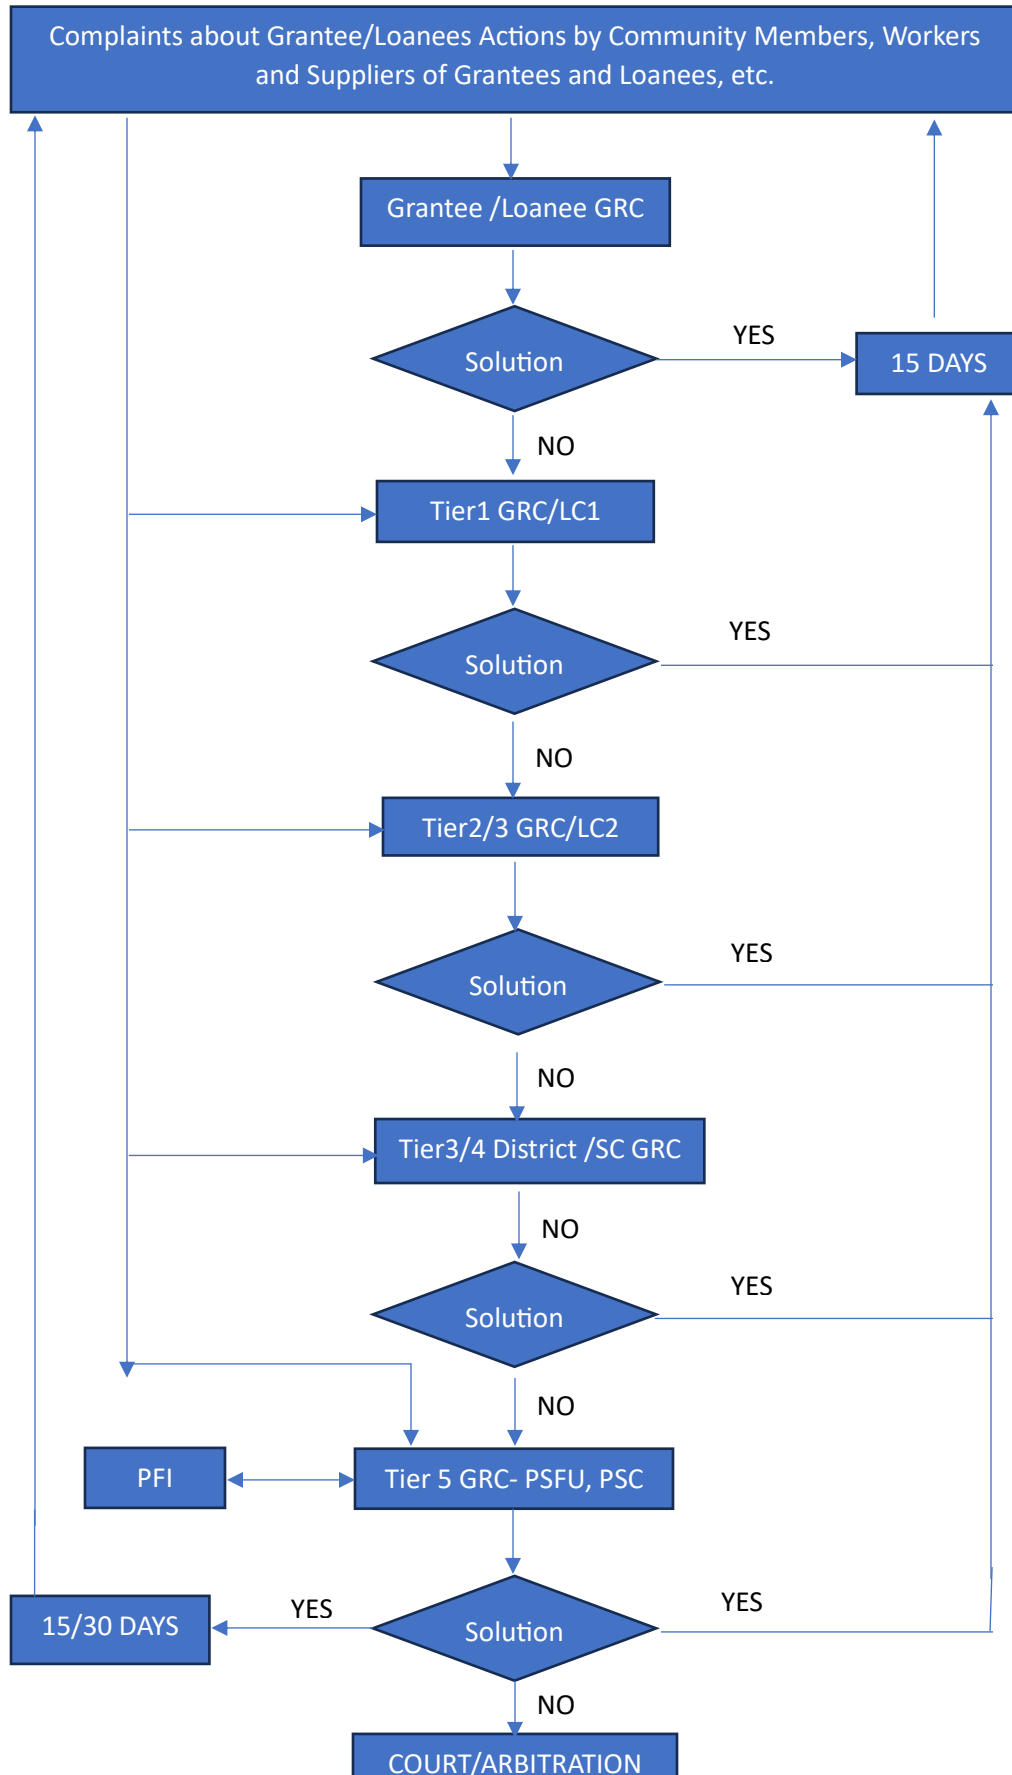 Complaints about Grantee/Loanees Actions by Community Members, Workers
and Suppliers of Grantees and Loanees, etc.
Grantee /Loanee GRC
Solution
YES
15 DAYS
NO
Tier1 GRC/LC1
Solution
YES
NO
Tier2/3 GRC/LC2
Solution
YES
NO
Tier3/4 District /SC GRC
NO
Solution
YES
NO
PFI
Tier 5 GRC- PSFU, PSC
15/30 DAYS
YES
Solution
YES
NO
COURT/ARBITRATION